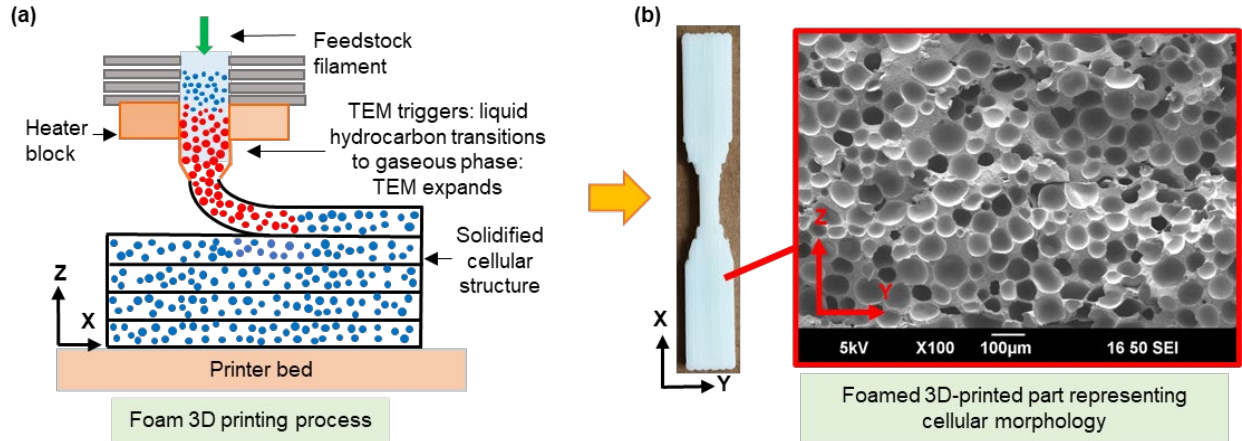 (a)
Feedstock
filament
Heater
block
TEM triggers: liquid
hydrocarbon transitions
to gaseous phase:
TEM expands
Solidified
cellular
structure
Z
X
Printer bed
Foam 3D printing process
(b)
X
Y
Z
Y
5kV X100 100µm 16 50 SEI
Foamed 3D-printed part representing
cellular morphology